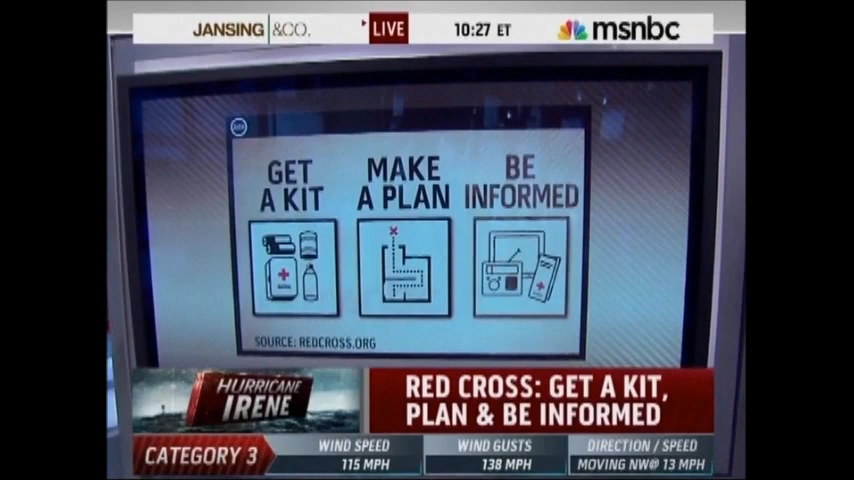 JANSING &CO.
LIVE
10:27 ET
msnbc
GET
A KIT
MAKE
A PLAN
BE
INFORMED
SOURCE: REDCROSS.ORG
HURRICANE
IRENE
RED CROSS: GET A KIT,
PLAN & BE INFORMED
CATEGORY 3
WIND SPEED
115 MPH
WIND GUSTS
138 MPH
DIRECTION / SPEED
MOVING NW@ 13 MPH